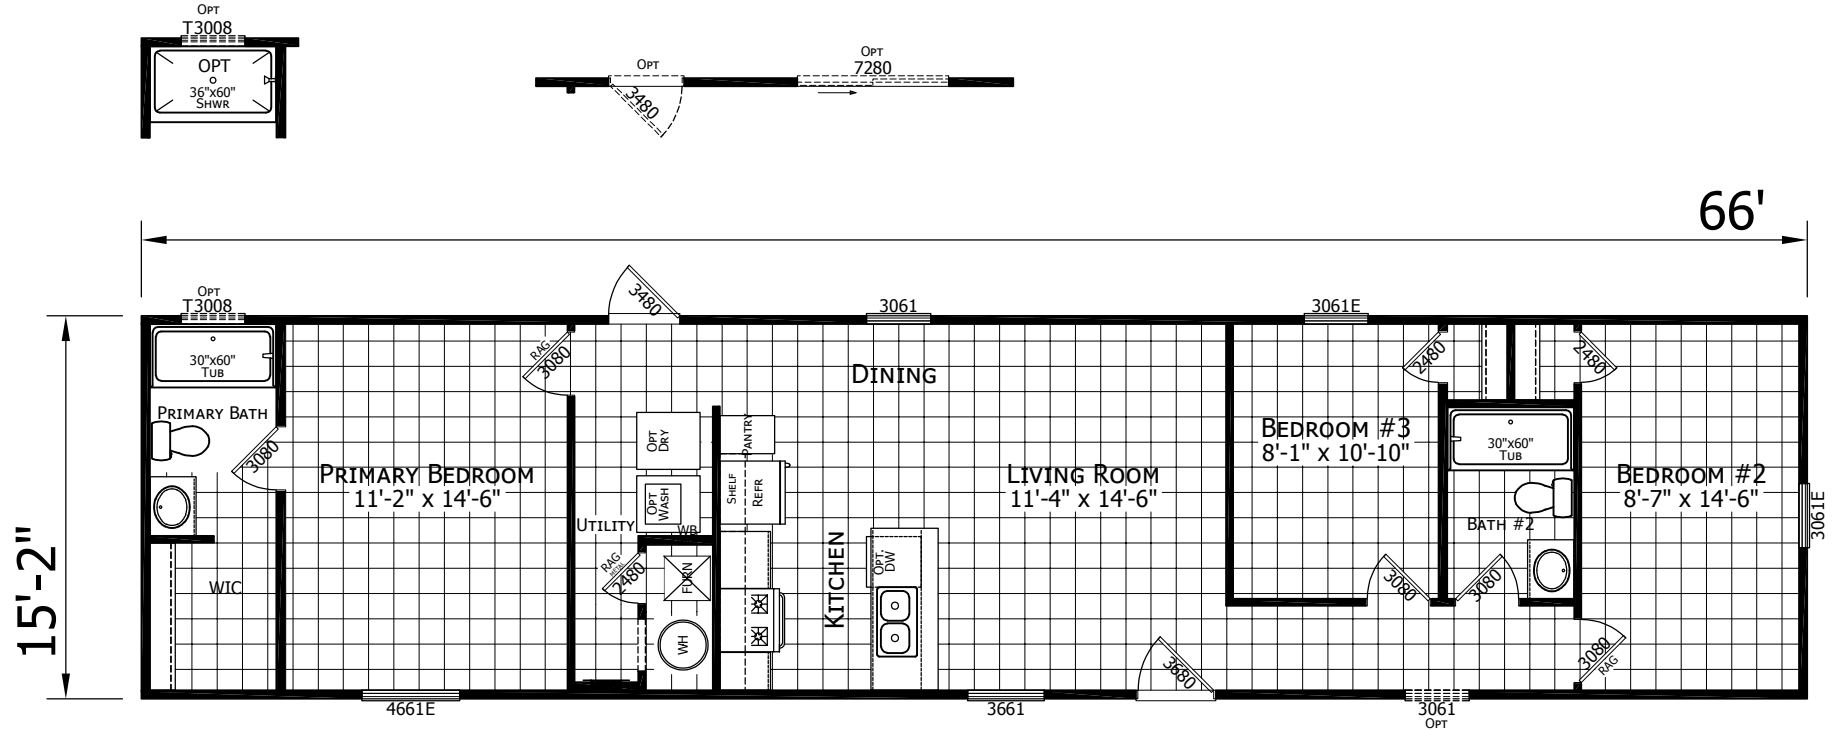 OPT
T3008
OPT
36"x60"
SHWR
OPT
3480
OPT
7280
66'
15'-2"
OPT
T3008
3480
3061
3061E
30"x60"
TUB
PRIMARY BATH
3080
WIC
PRIMARY BEDROOM
11'-2" x 14'-6"
4661E
RAG
3080
OPT
DRY
OPT
WASH
WB
UTILITY
RAG
METAL
2480
FURN
WH
PANTRY
SHELF
REFR
DINING
KITCHEN
OPT.
DW
LIVING ROOM
11'-4" x 14'-6"
3661
3680
BEDROOM #3
8'-1" x 10'-10"
2480
3080
2480
30"x60"
TUB
BATH #2
3080
BEDROOM #2
8'-7" x 14'-6"
3061E
3080
RAG
3061
OPT